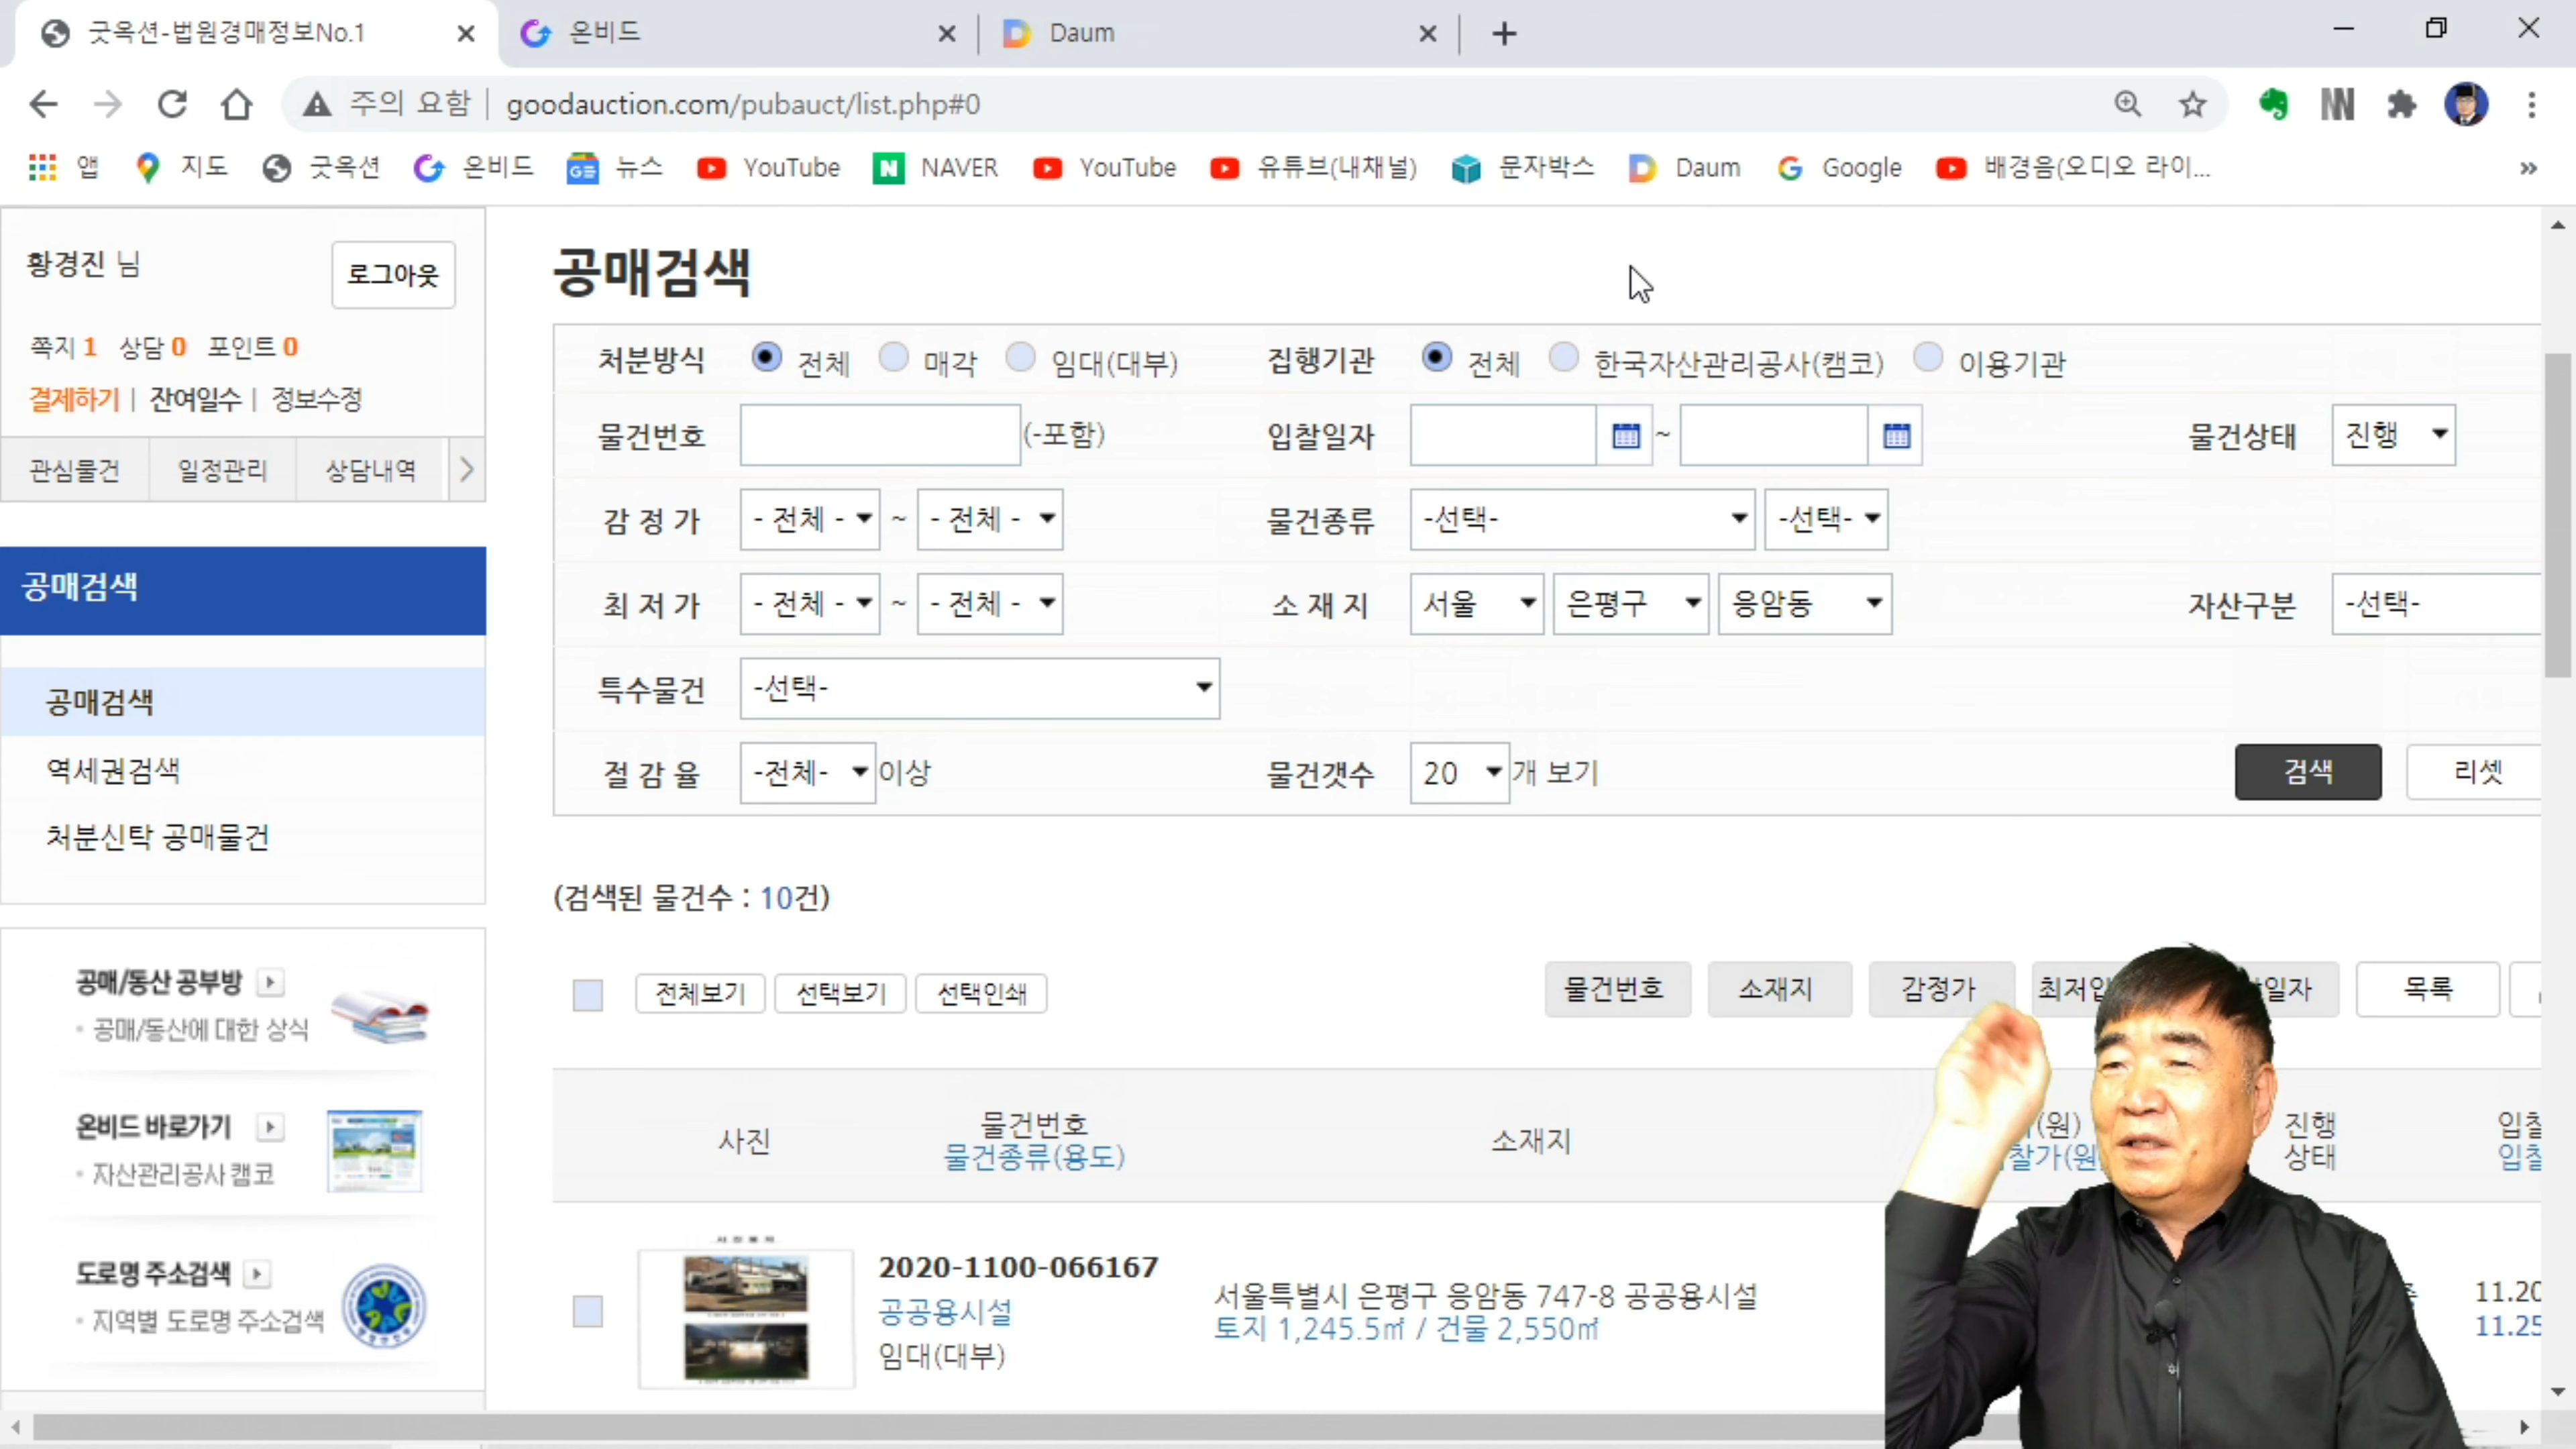 굿옥션-법원경매정보No.1
온비드
Daum
주의 요함 | goodauction.com/pubauct/list.php#0
앱 지도 굿옥션 온비드 뉴스 YouTube NAVER YouTube 유튜브(내채널) 문자박스 Daum Google 배경음(오디오 라이... »
황경진 님
로그아웃
쪽지 1 상담 0 포인트 0
결제하기 | 잔여일수 | 정보수정
관심물건 일정관리 상담내역
공매검색
공매검색
역세권검색
처분신탁 공매물건
공매/동산 공부방
공매/동산에 대한 상식
온비드 바로가기
자산관리공사 캠코
도로명 주소검색
지역별 도로명 주소검색
공매검색
처분방식 전체 매각 임대(대부) 집행기관 전체 한국자산관리공사(캠코) 이용기관
물건번호 (-포함) 입찰일자 ~ 물건상태 진행
감 정 가 - 전체 - ~ - 전체 - 물건종류 -선택- -선택-
최 저 가 - 전체 - ~ - 전체 - 소 재 지 서울 은평구 응암동 자산구분 -선택-
특수물건 -선택-
절 감 율 -전체- 이상 물건갯수 20 개 보기 검색 리셋
(검색된 물건수 : 10건)
전체보기 선택보기 선택인쇄 물건번호 소재지 감정가 최저입 일자 목록
사진 물건번호 소재지 (원) 진행 입찰
물건종류(용도) 찰가(원 상태 입찰
2020-1100-066167
공공용시설
임대(대부)
서울특별시 은평구 응암동 747-8 공공용시설
토지 1,245.5㎡ / 건물 2,550㎡
11.20
11.25